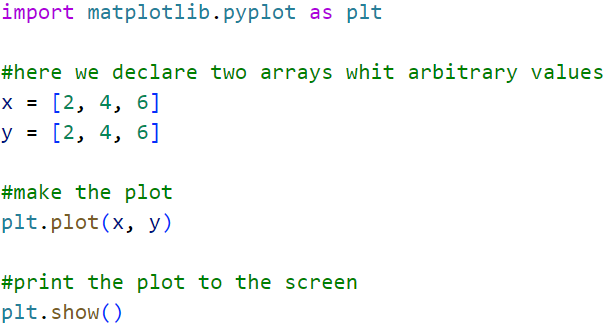 import matplotlib.pyplot as plt
#here we declare two arrays whit arbitrary values
x = [2, 4, 6]
y = [2, 4, 6]
#make the plot
plt.plot(x, y)
#print the plot to the screen
plt.show()